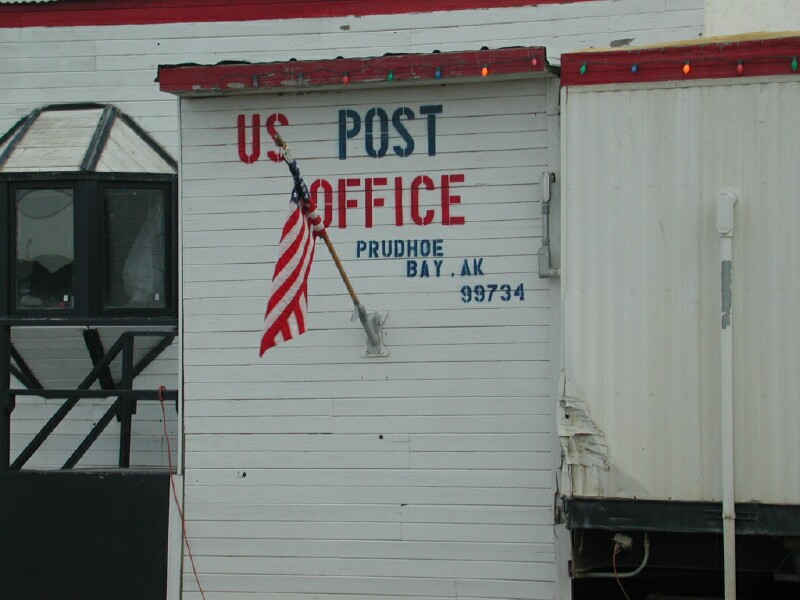 US POST
OFFICE
PRUDHOE
BAY, AK
99734